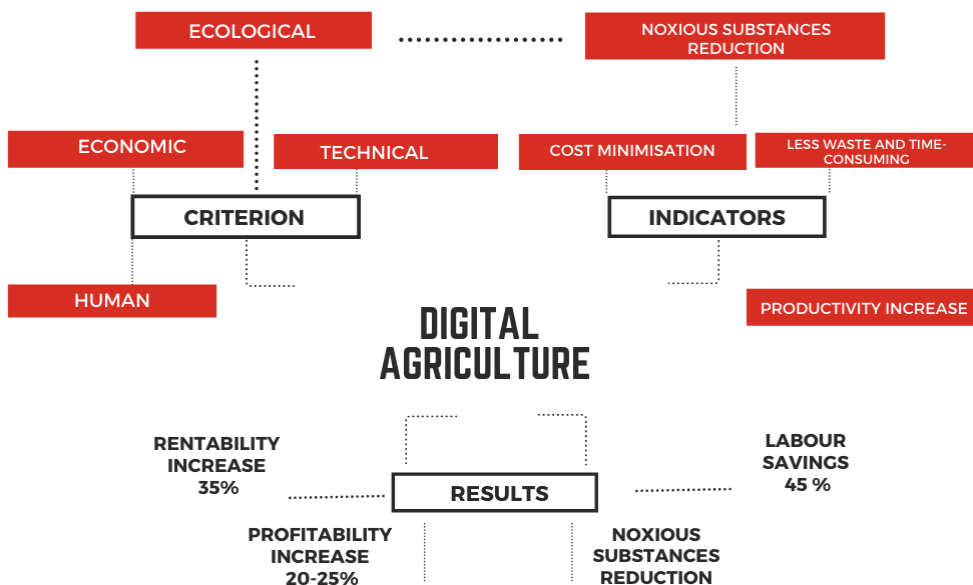 ECOLOGICAL
NOXIOUS SUBSTANCES
REDUCTION
ECONOMIC
TECHNICAL
COST MINIMISATION
LESS WASTE AND TIME-
CONSUMING
CRITERION
INDICATORS
HUMAN
PRODUCTIVITY INCREASE
DIGITAL
AGRICULTURE
RENTABILITY
INCREASE
35%
LABOUR
SAVINGS
45 %
RESULTS
PROFITABILITY
INCREASE
20-25%
NOXIOUS
SUBSTANCES
REDUCTION